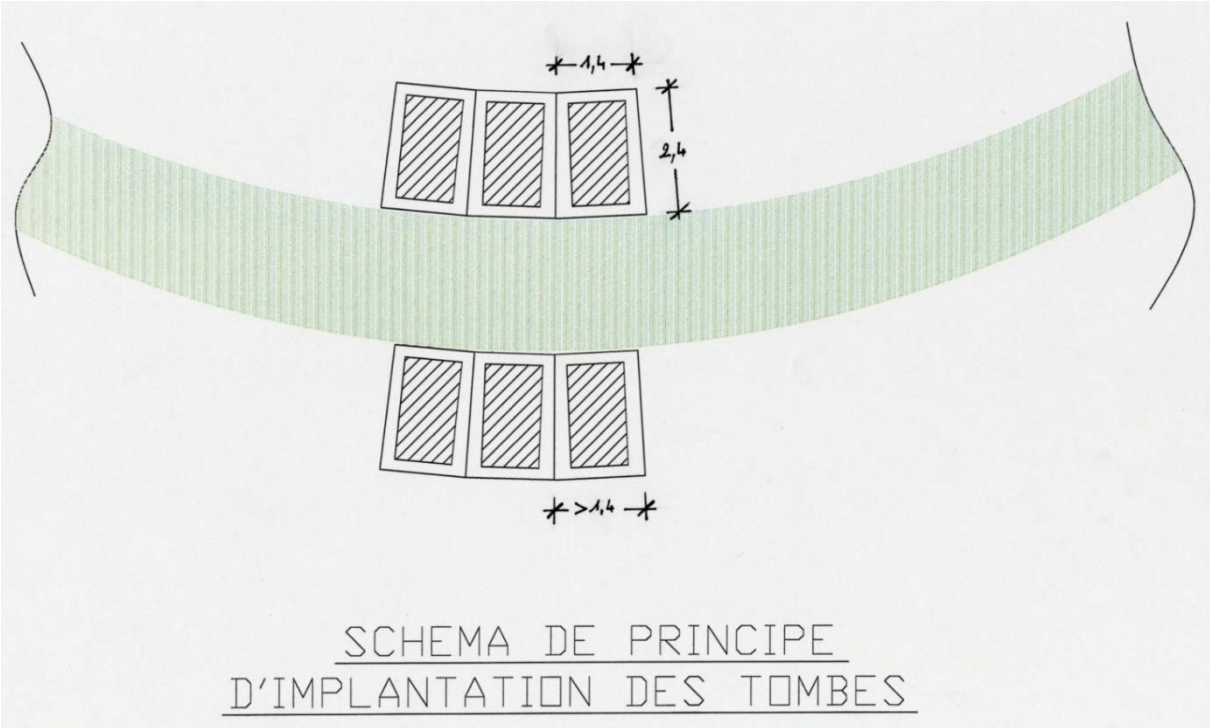 1,4
2,4
>1,4
SCHEMA DE PRINCIPE
D'IMPLANTATION DES TOMBES